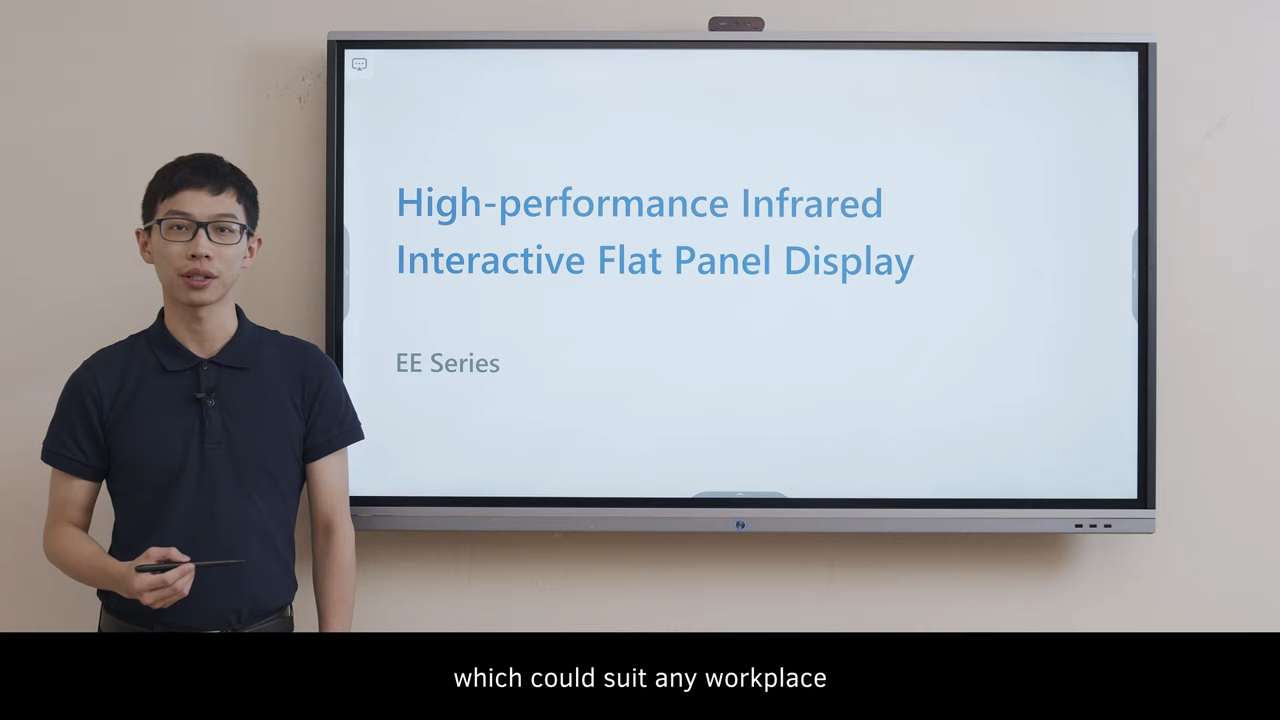 High-performance Infrared
Interactive Flat Panel Display
EE Series
which could suit any workplace